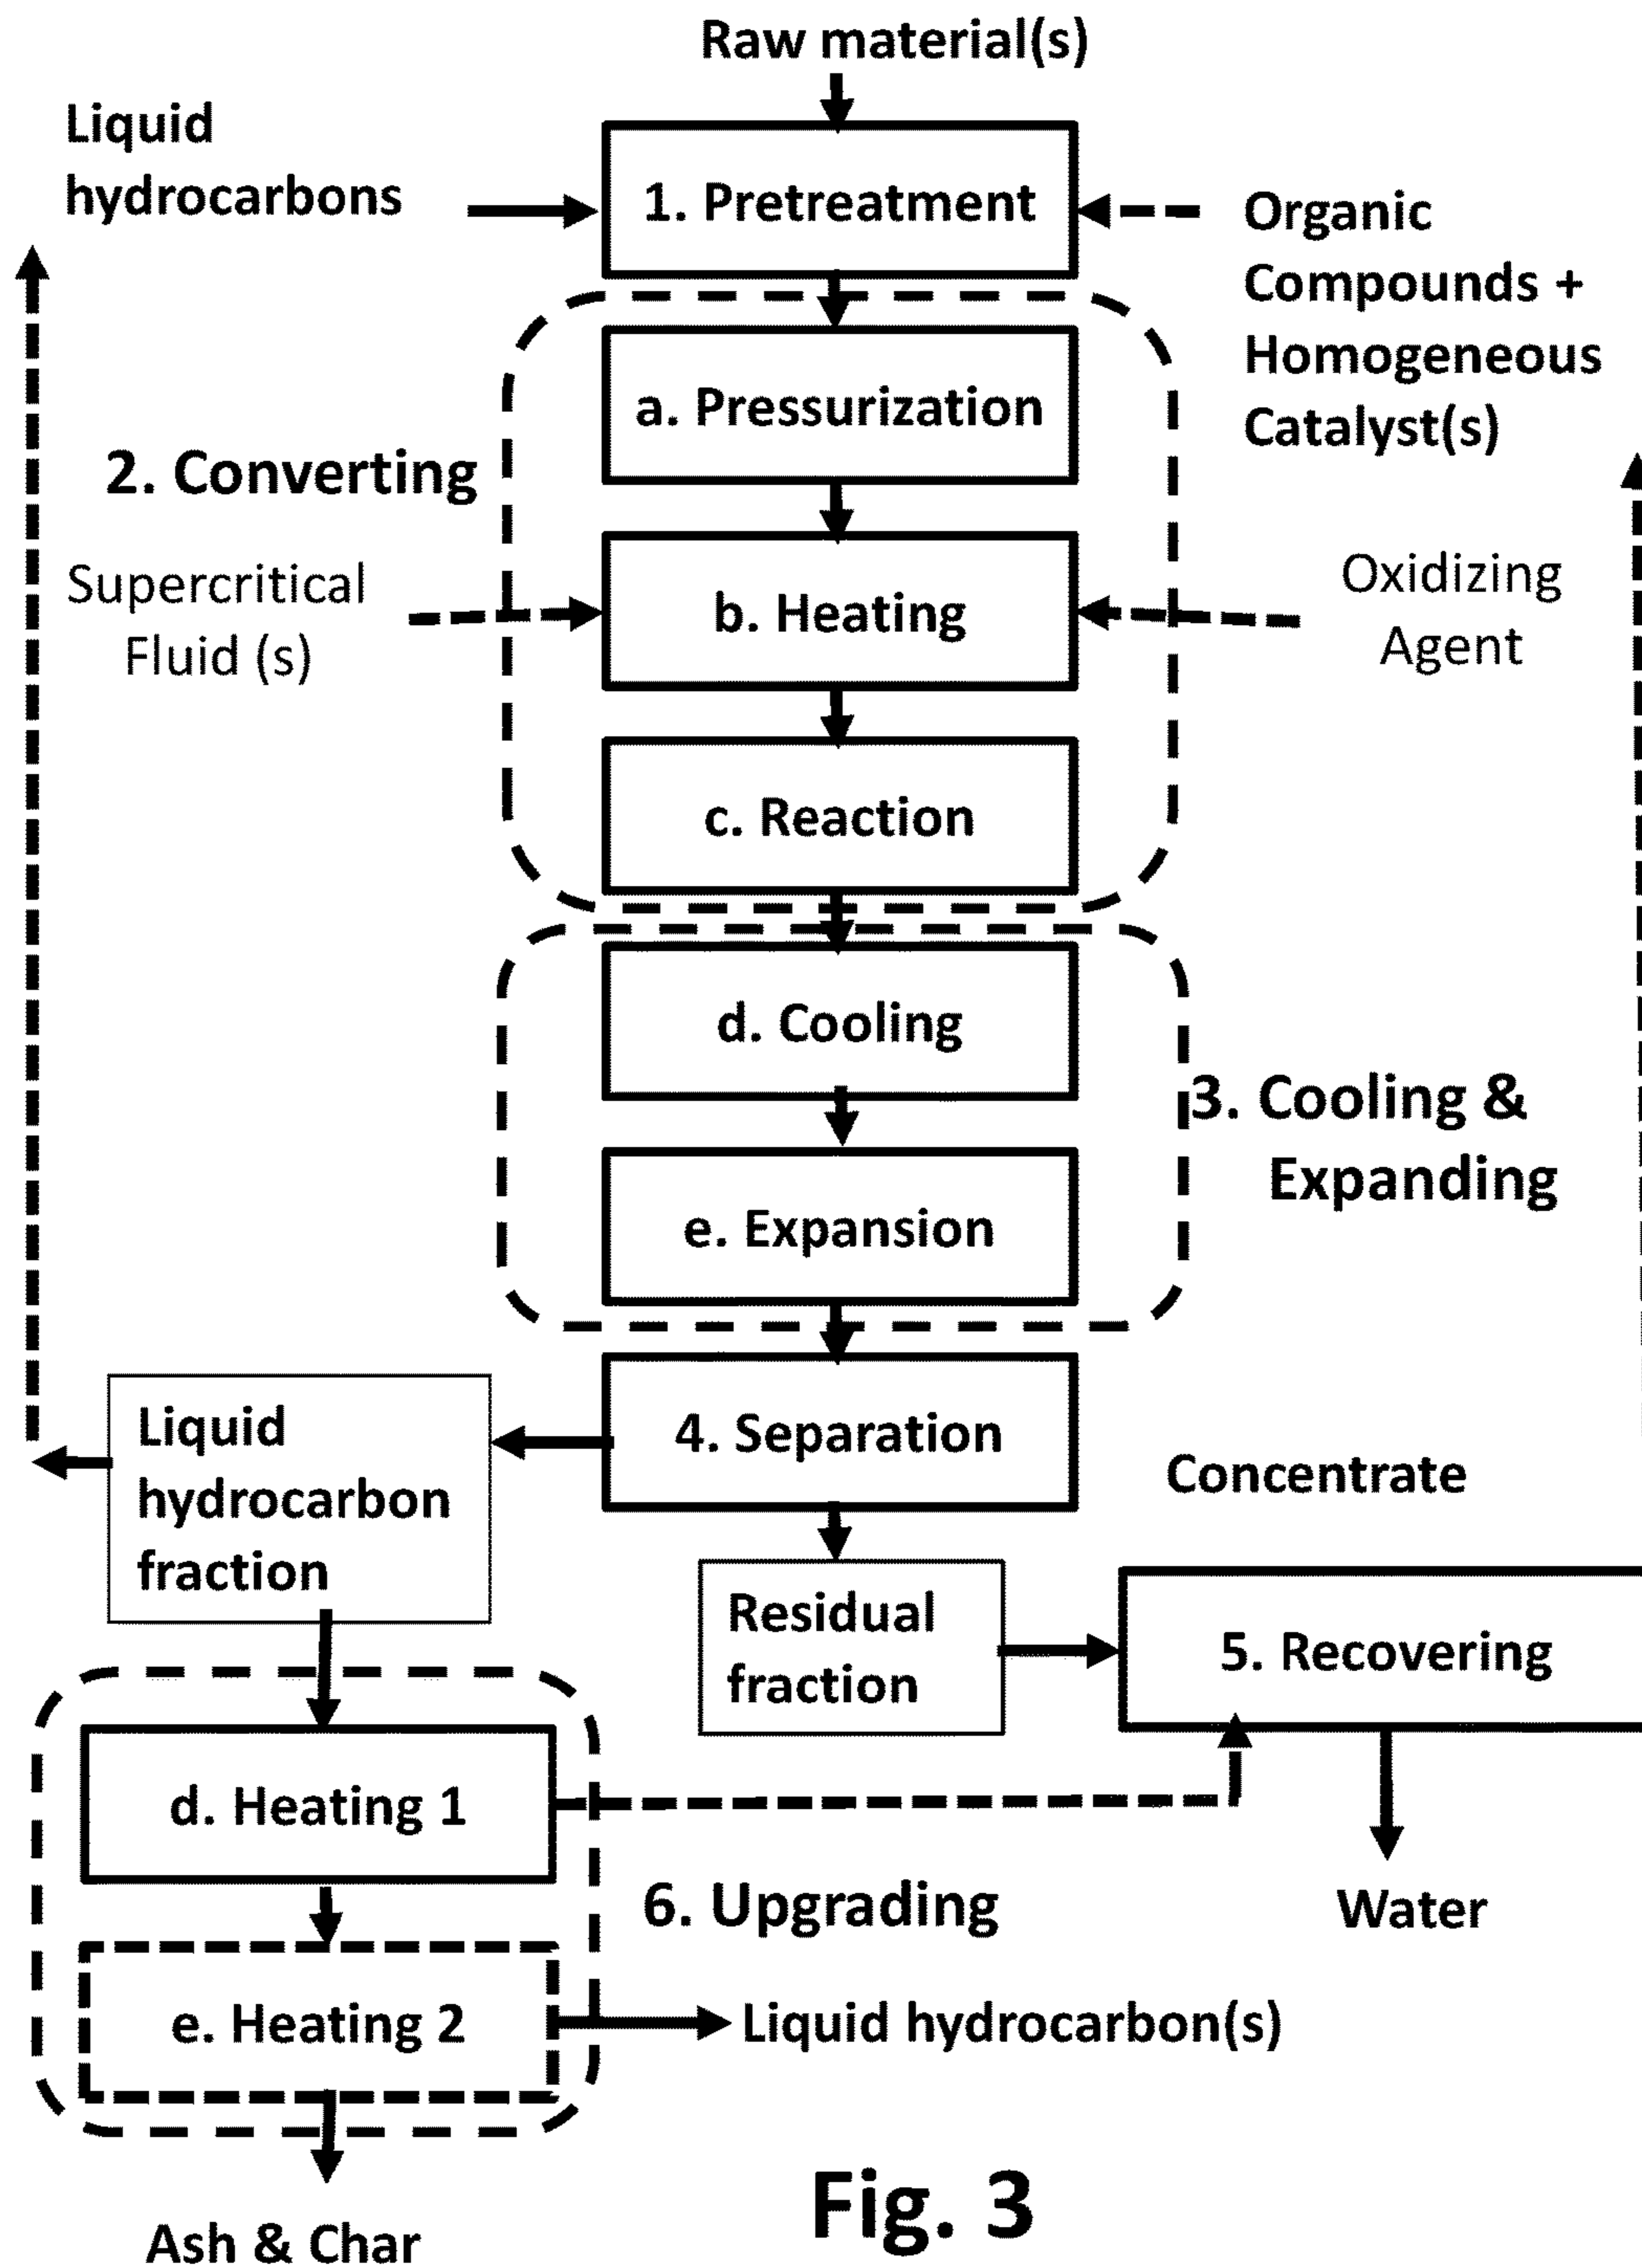 Raw material(s)
Liquid
hydrocarbons
1. Pretreatment
Organic
Compounds +
Homogeneous
Catalyst(s)
a. Pressurization
2. Converting
Supercritical
Fluid (s)
b. Heating
Oxidizing
Agent
c. Reaction
d. Cooling
3. Cooling &
Expanding
e. Expansion
4. Separation
Liquid
hydrocarbon
fraction
Concentrate
Residual
fraction
5. Recovering
d. Heating 1
6. Upgrading
Water
e. Heating 2
Liquid hydrocarbon(s)
Ash & Char
Fig. 3